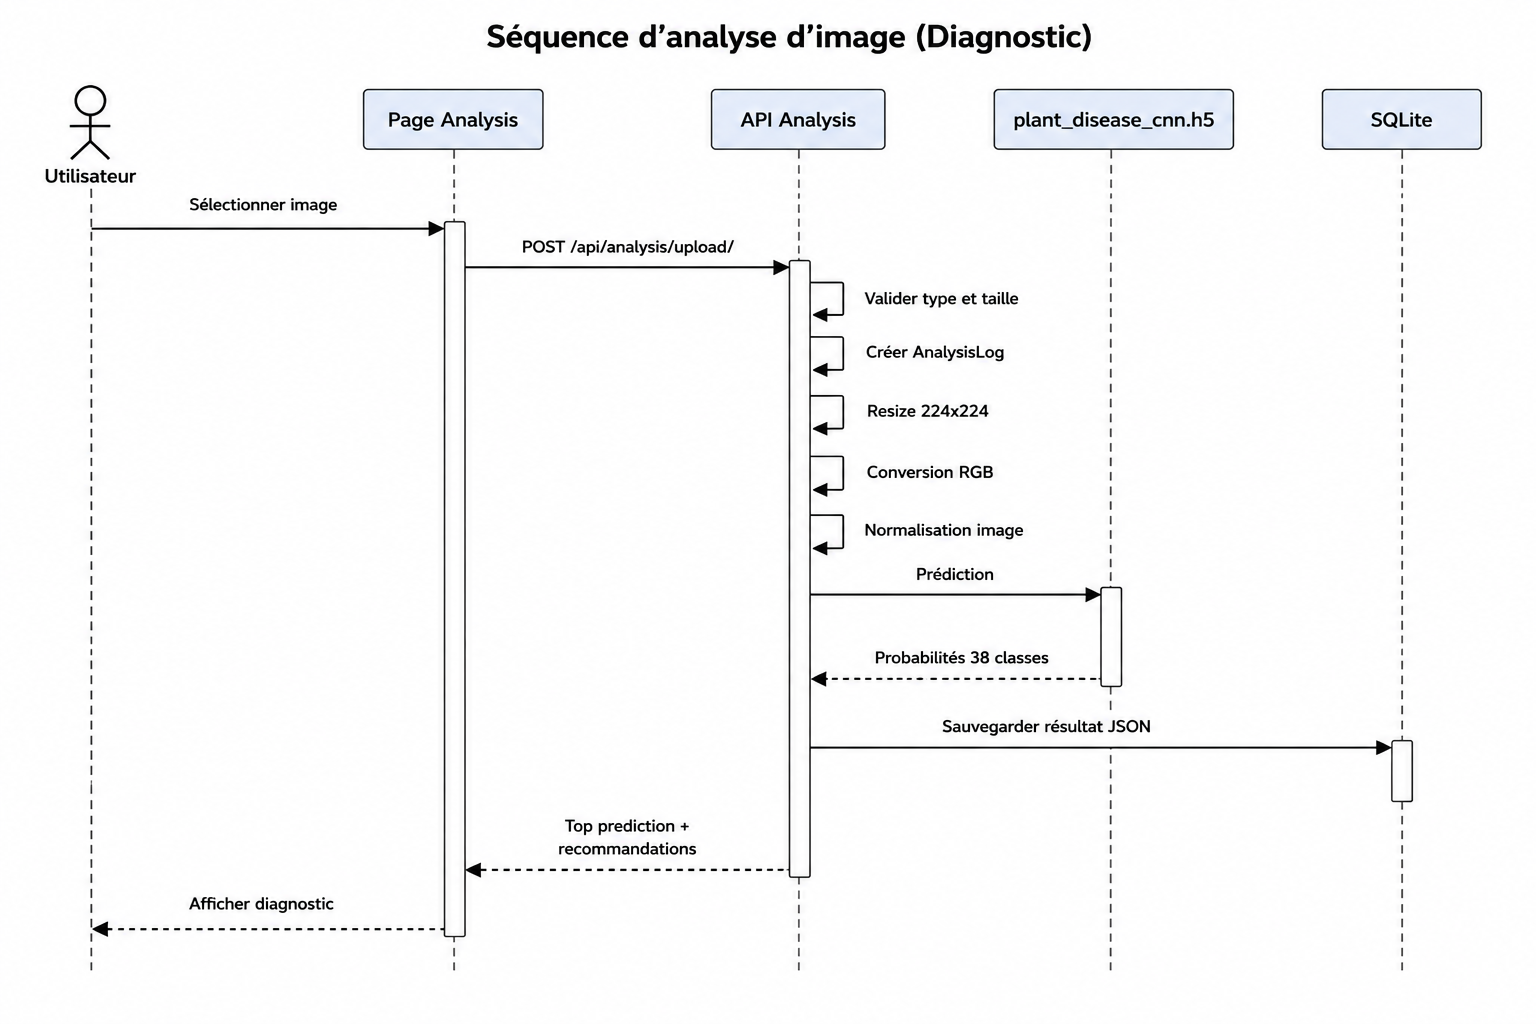 Séquence d’analyse d’image (Diagnostic)
Utilisateur
Page Analysis
API Analysis
plant_disease_cnn.h5
SQLite
Sélectionner image
POST /api/analysis/upload/
Valider type et taille
Créer AnalysisLog
Resize 224x224
Conversion RGB
Normalisation image
Prédiction
Probabilités 38 classes
Sauvegarder résultat JSON
Top prediction +
recommandations
Afficher diagnostic